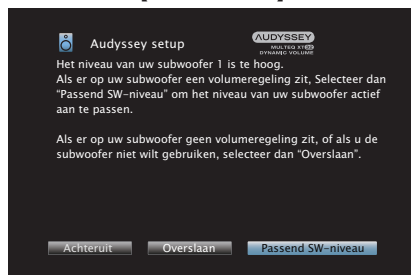 Audyssey setup
AUDYSSEY
MULTEQ XT32
DYNAMIC VOLUME
Het niveau van uw subwoofer 1 is te hoog.
Als er op uw subwoofer een volumeregeling zit, Selecteer dan
“Passend SW-niveau” om het niveau van uw subwoofer actief
aan te passen.
Als er op uw subwoofer geen volumeregeling zit, of als u de
subwoofer niet wilt gebruiken, selecteer dan “Overslaan”.
Achteruit
Overslaan
Passend SW-niveau